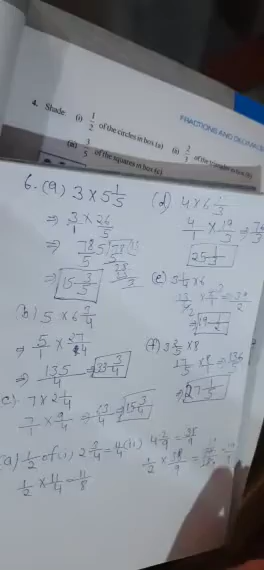 FRACTIONS AND DECIMALS
4. Shade: (i) 1/2 of the circles in box (a) (ii) 2/3 of the triangles in box (b)
(iii) 3/5 of the squares in box (c)
6. (a) 3 × 5 1/5
⇒ 3/1 × 26/5
⇒ 78/5
⇒ 15 3/5
(b) 5 × 6 3/4
⇒ 5/1 × 27/4
⇒ 135/4 ⇒ 33 3/4
c) 7 × 2 1/4
7/1 × 9/4 ⇒ 63/4 ⇒ 15 3/4
(d) 4 × 6 1/3
4/1 × 19/3 ⇒ 76/3
25 1/3
(e) 3 1/4 × 6
13/4 × 6/1 ⇒ 39/2
⇒ 19 1/2
(f) 3 2/5 × 8
17/5 × 8/1 ⇒ 136/5
⇒ 27 1/5
(a) 1/2 of (i) 2 3/4 = 11/4 (ii) 4 2/9 = 38/9
1/2 × 11/4 = 11/8
1/2 × 38/9 =